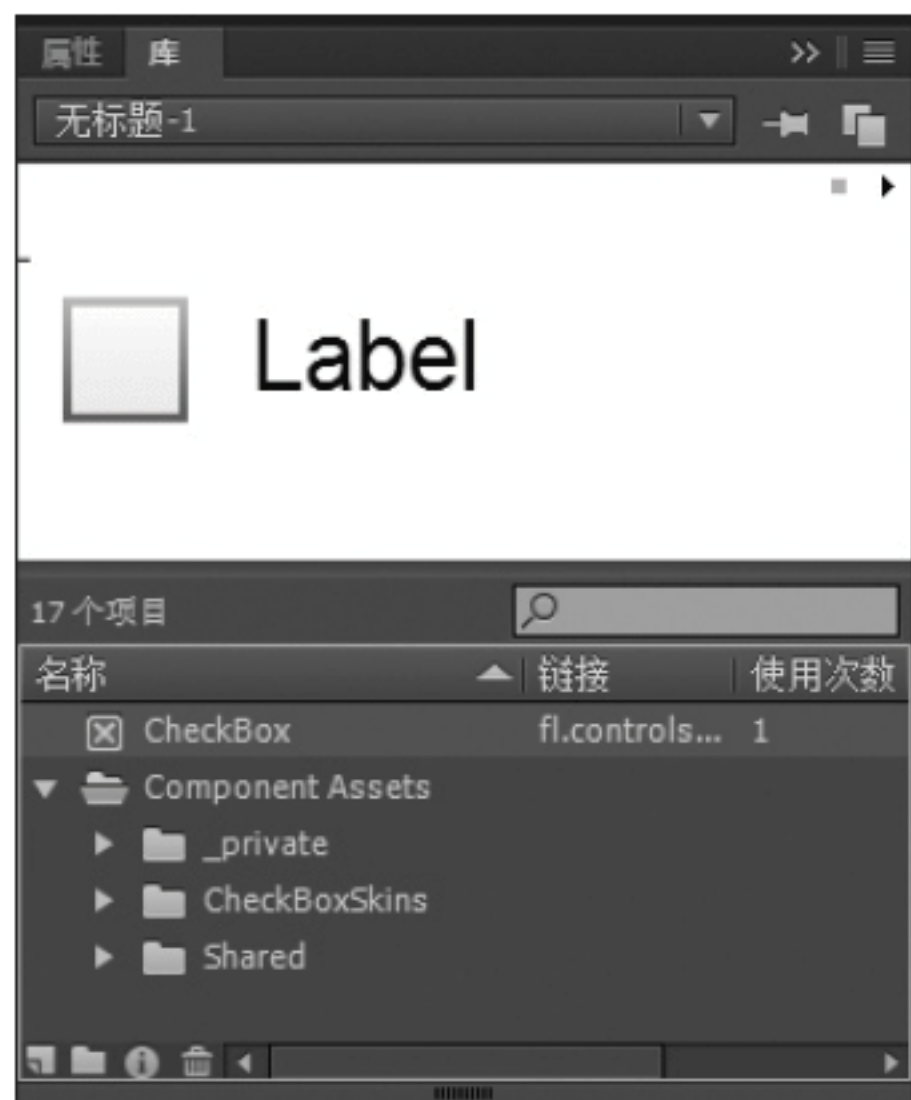 属性 库
无标题-1
Label
17 个项目
名称 链接 使用次数
CheckBox fl.controls... 1
Component Assets
_private
CheckBoxSkins
Shared